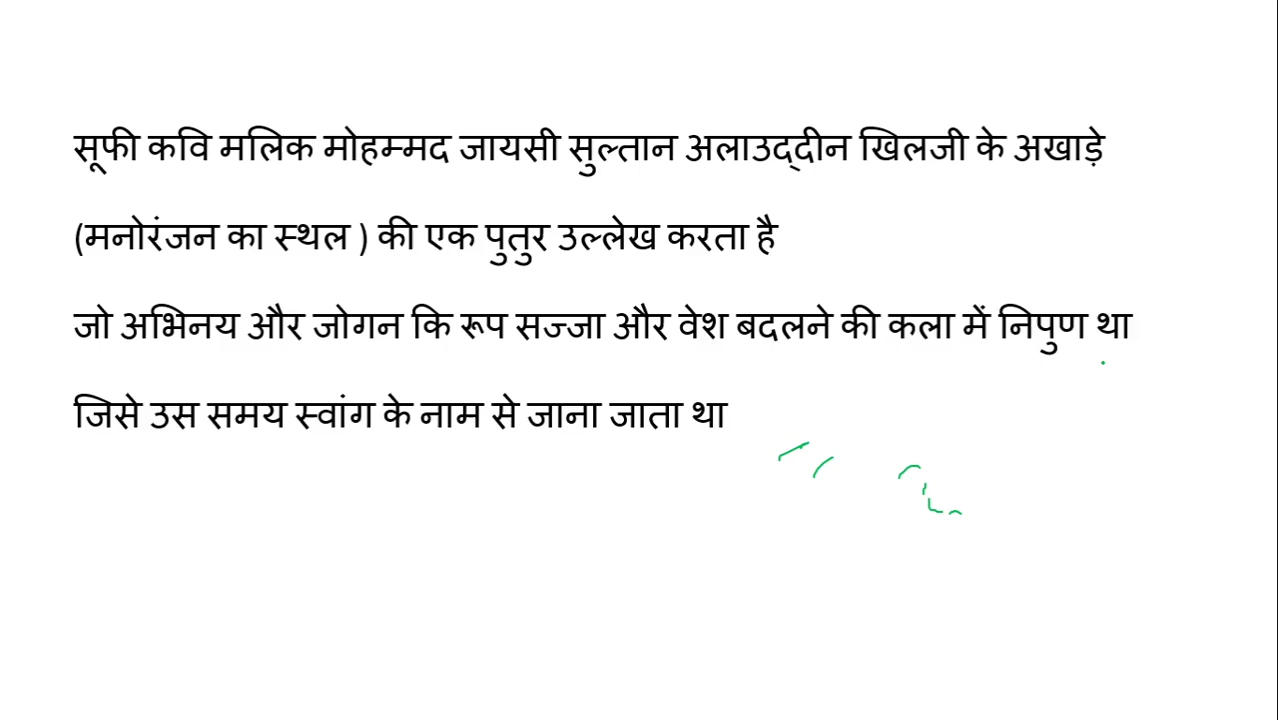 सूफी कवि मलिक मोहम्मद जायसी सुल्तान अलाउद्दीन खिलजी के अखाड़े
(मनोरंजन का स्थल ) की एक पुतुर उल्लेख करता है
जो अभिनय और जोगन कि रूप सज्जा और वेश बदलने की कला में निपुण था
जिसे उस समय स्वांग के नाम से जाना जाता था